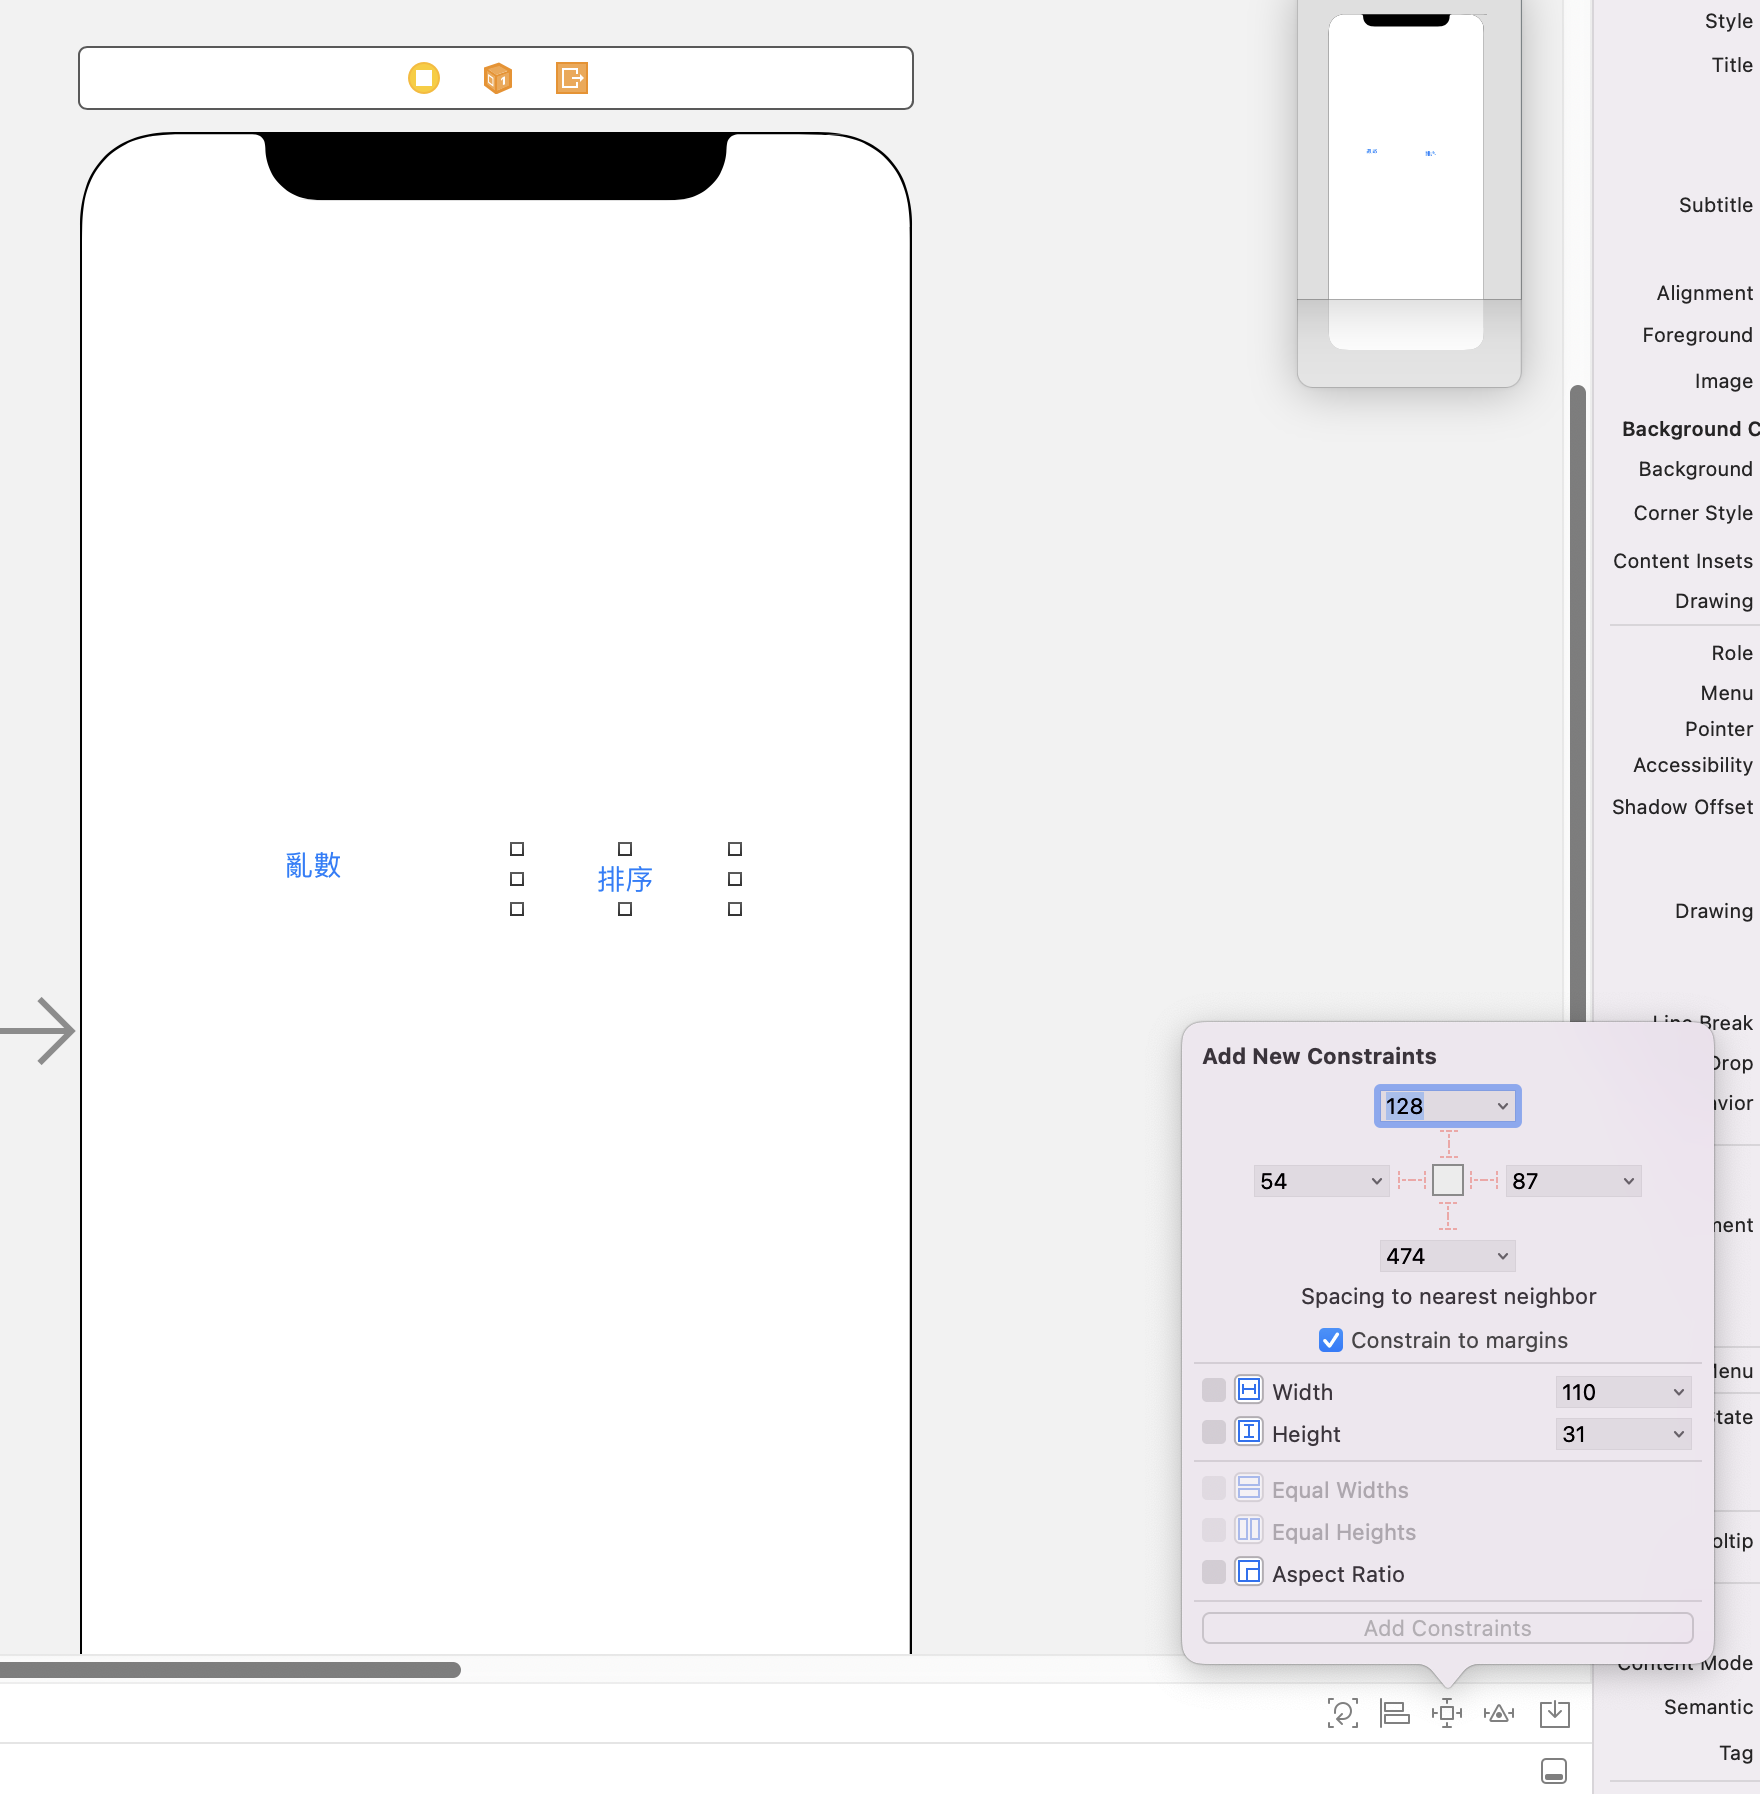 Style
Title
Subtitle
Alignment
Foreground
Image
Background C
Background
Corner Style
Content Insets
Drawing
Role
Menu
Pointer
Accessibility
Shadow Offset
亂數
排序
Drawing
Line Break
Drop
avior
Add New Constraints
128
54
87
474
Spacing to nearest neighbor
Constrain to margins
Width
110
Height
31
Equal Widths
Equal Heights
Aspect Ratio
Add Constraints
nent
Menu
State
oltip
Content Mode
Semantic
Tag